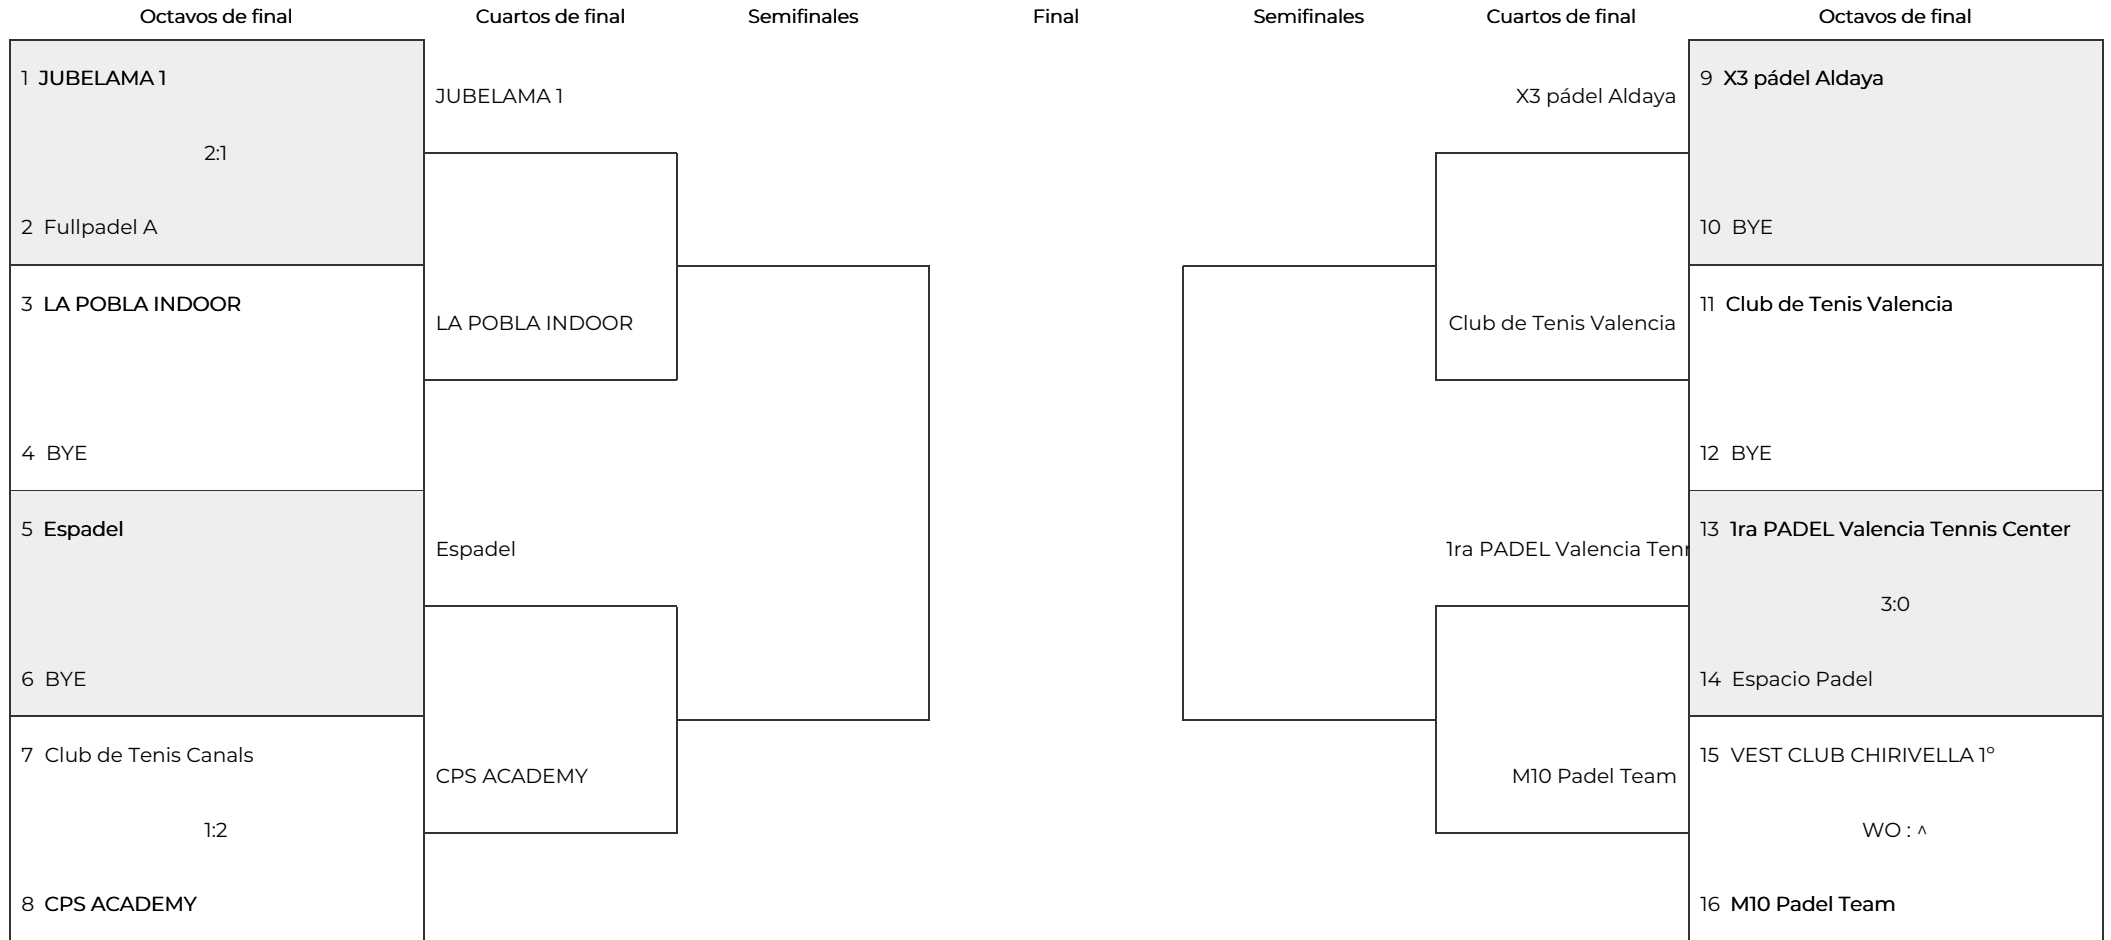 Octavos de final Cuartos de final Semifinales Final Semifinales Cuartos de final Octavos de final
1 JUBELAMA 1
2:1
2 Fullpadel A
3 LA POBLA INDOOR
4 BYE
5 Espadel
6 BYE
7 Club de Tenis Canals
1:2
8 CPS ACADEMY
JUBELAMA 1
LA POBLA INDOOR
Espadel
CPS ACADEMY
X3 pádel Aldaya
Club de Tenis Valencia
1ra PADEL Valencia Ten
M10 Padel Team
9 X3 pádel Aldaya
10 BYE
11 Club de Tenis Valencia
12 BYE
13 1ra PADEL Valencia Tennis Center
3:0
14 Espacio Padel
15 VEST CLUB CHIRIVELLA 1º
WO : ^
16 M10 Padel Team